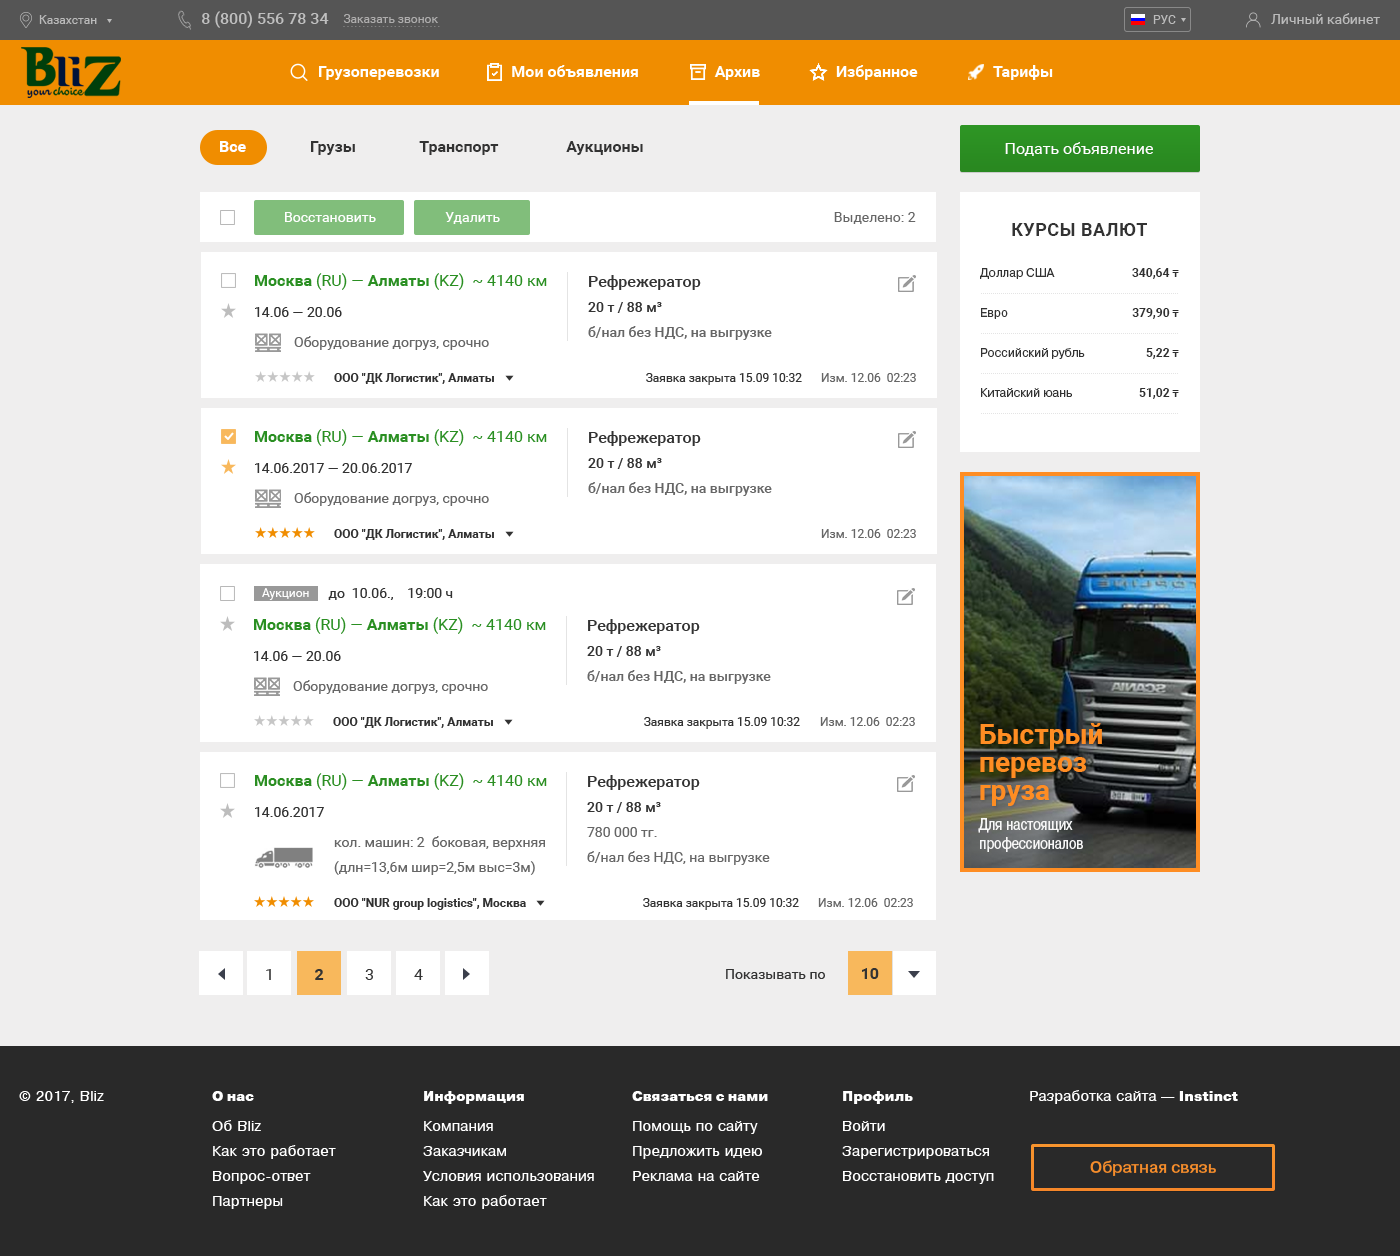 Казахстан
8 (800) 556 78 34 Заказать звонок
РУС
Личный кабинет
BliZ
your choice
Грузоперевозки Мои объявления Архив Избранное Тарифы
Все Грузы Транспорт Аукционы
Подать объявление
Восстановить Удалить Выделено: 2
Москва (RU) — Алматы (KZ) ~ 4140 км
14.06 — 20.06
Оборудование догруз, срочно
Рефрежератор
20 т / 88 м³
б/нал без НДС, на выгрузке
ООО "ДК Логистик", Алматы Заявка закрыта 15.09 10:32 Изм. 12.06 02:23
Москва (RU) — Алматы (KZ) ~ 4140 км
14.06.2017 — 20.06.2017
Оборудование догруз, срочно
Рефрежератор
20 т / 88 м³
б/нал без НДС, на выгрузке
ООО "ДК Логистик", Алматы Изм. 12.06 02:23
Аукцион до 10.06., 19:00 ч
Москва (RU) — Алматы (KZ) ~ 4140 км
14.06 — 20.06
Оборудование догруз, срочно
Рефрежератор
20 т / 88 м³
б/нал без НДС, на выгрузке
ООО "ДК Логистик", Алматы Заявка закрыта 15.09 10:32 Изм. 12.06 02:23
Москва (RU) — Алматы (KZ) ~ 4140 км
14.06.2017
кол. машин: 2 боковая, верхняя
(длн=13,6м шир=2,5м выс=3м)
Рефрежератор
20 т / 88 м³
780 000 тг.
б/нал без НДС, на выгрузке
ООО "NUR group logistics", Москва Заявка закрыта 15.09 10:32 Изм. 12.06 02:23
1 2 3 4
Показывать по 10
КУРСЫ ВАЛЮТ
Доллар США 340,64 ₸
Евро 379,90 ₸
Российский рубль 5,22 ₸
Китайский юань 51,02 ₸
SCANIA
Быстрый
перевоз
груза
Для настоящих
профессионалов
© 2017, Bliz
О нас
Об Bliz
Как это работает
Вопрос-ответ
Партнеры
Информация
Компания
Заказчикам
Условия использования
Как это работает
Связаться с нами
Помощь по сайту
Предложить идею
Реклама на сайте
Профиль
Войти
Зарегистрироваться
Восстановить доступ
Разработка сайта — Instinct
Обратная связь